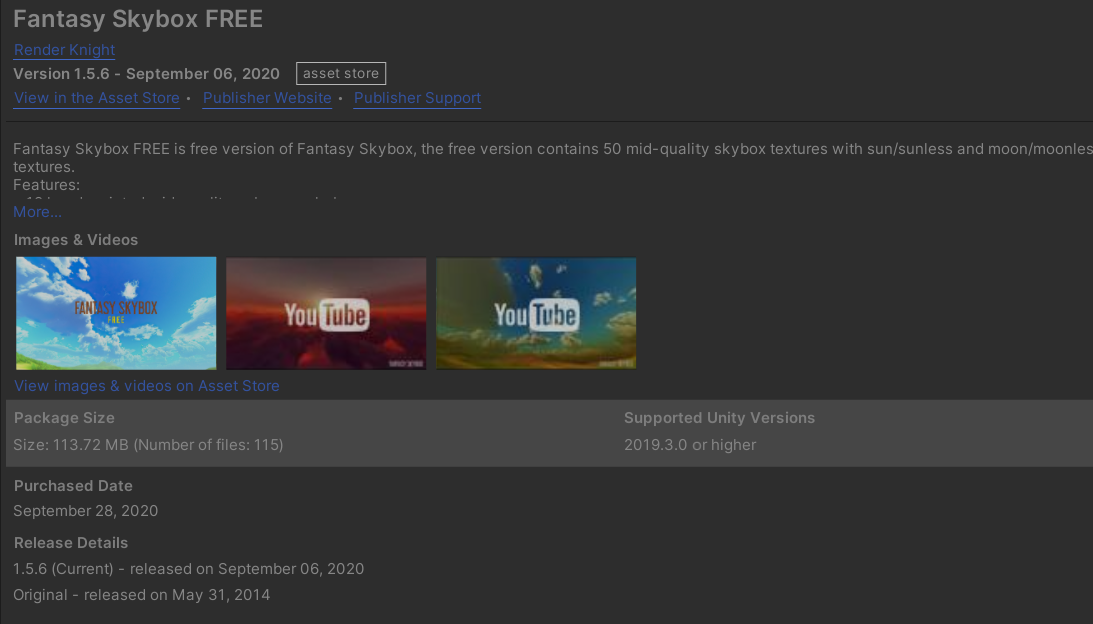 Fantasy Skybox FREE
Render Knight
Version 1.5.6 - September 06, 2020 asset store
View in the Asset Store • Publisher Website • Publisher Support
Fantasy Skybox FREE is free version of Fantasy Skybox, the free version contains 50 mid-quality skybox textures with sun/sunless and moon/moonles
textures.
Features:
More...
Images & Videos
FANTASY SKYBOX
FREE
YouTube
YouTube
View images & videos on Asset Store
Package Size
Supported Unity Versions
Size: 113.72 MB (Number of files: 115)
2019.3.0 or higher
Purchased Date
September 28, 2020
Release Details
1.5.6 (Current) - released on September 06, 2020
Original - released on May 31, 2014